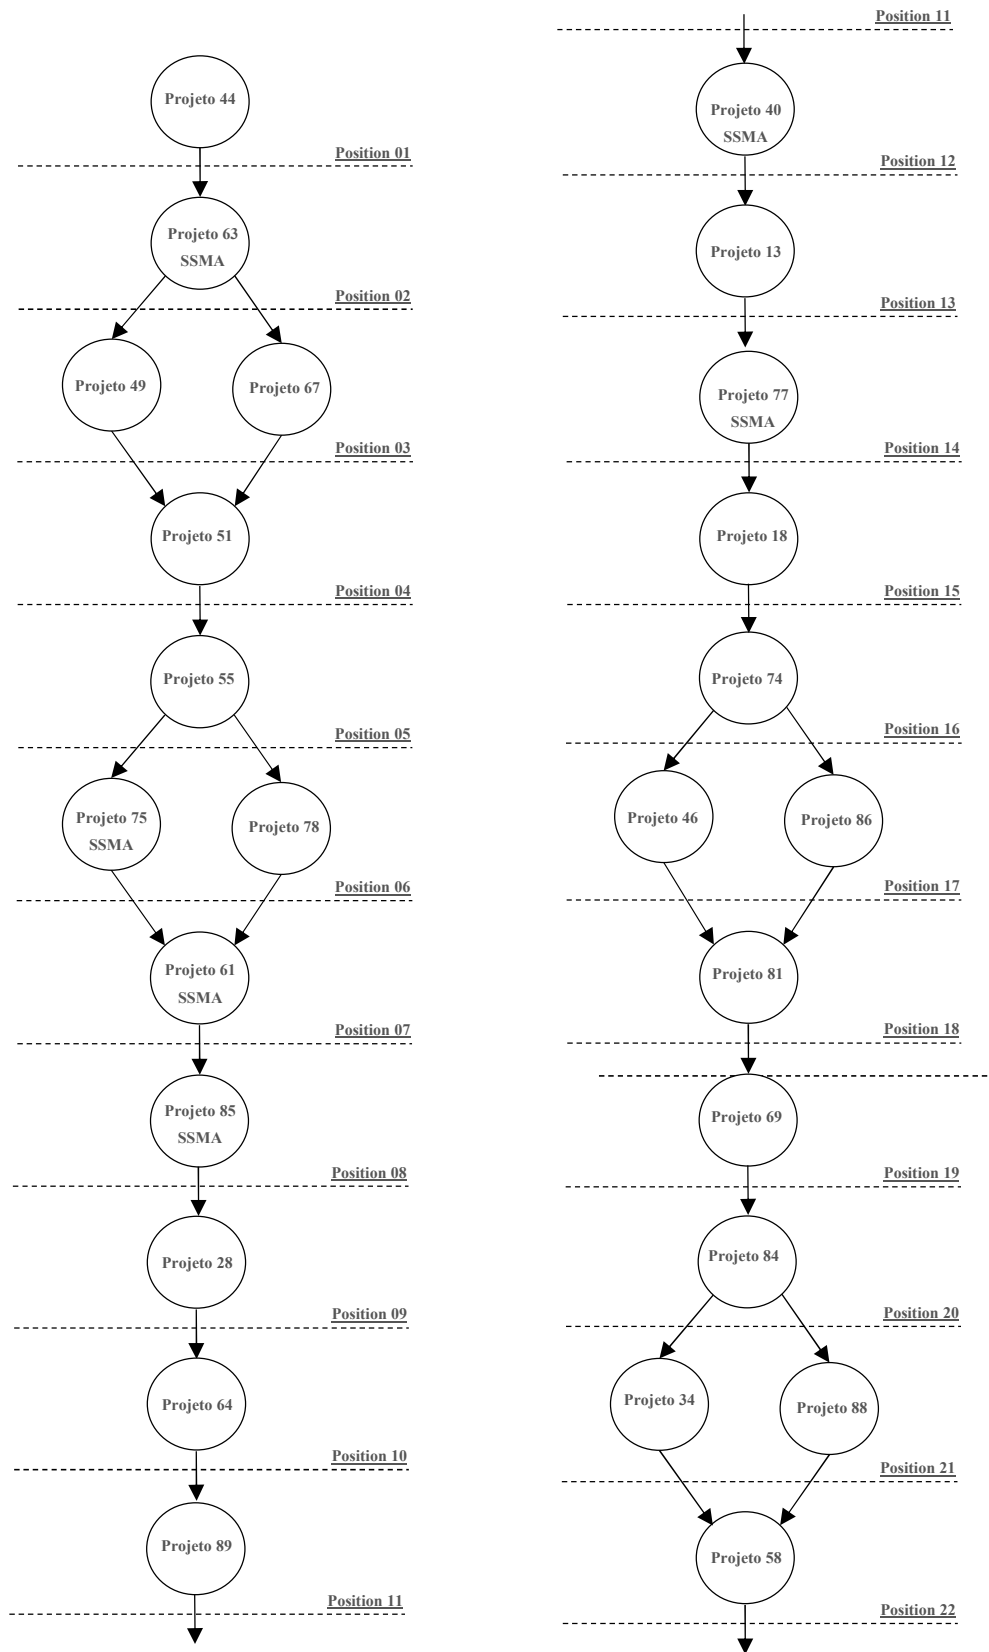 Projeto 44
Position 01
Projeto 63
SSMA
Position 02
Projeto 49
Projeto 67
Position 03
Projeto 51
Position 04
Projeto 55
Position 05
Projeto 75
SSMA
Projeto 78
Position 06
Projeto 61
SSMA
Position 07
Projeto 85
SSMA
Position 08
Projeto 28
Position 09
Projeto 64
Position 10
Projeto 89
Position 11
Position 11
Projeto 40
SSMA
Position 12
Projeto 13
Position 13
Projeto 77
SSMA
Position 14
Projeto 18
Position 15
Projeto 74
Position 16
Projeto 46
Projeto 86
Position 17
Projeto 81
Position 18
Projeto 69
Position 19
Projeto 84
Position 20
Projeto 34
Projeto 88
Position 21
Projeto 58
Position 22